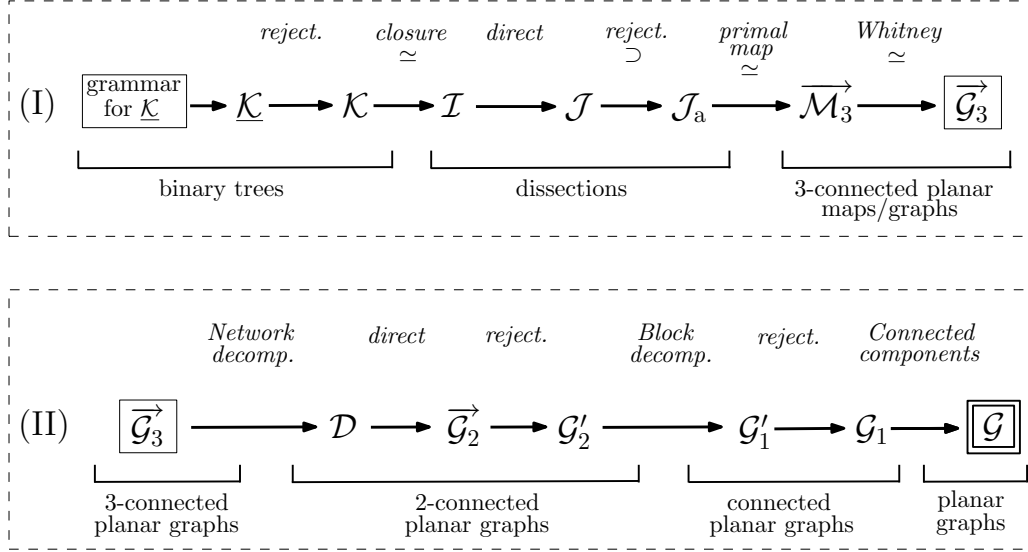 reject. closure direct reject. primal Whitney
≃ ⊃ map ≃
≃
(I) grammar for K̲ K̲ K I J Jₐ M⃗₃ G⃗₃
binary trees dissections 3-connected planar
maps/graphs
Network direct reject. Block reject. Connected
decomp. decomp. components
(II) G⃗₃ D G⃗₂ G₂′ G₁′ G₁ G
3-connected 2-connected connected planar
planar graphs planar graphs planar graphs graphs